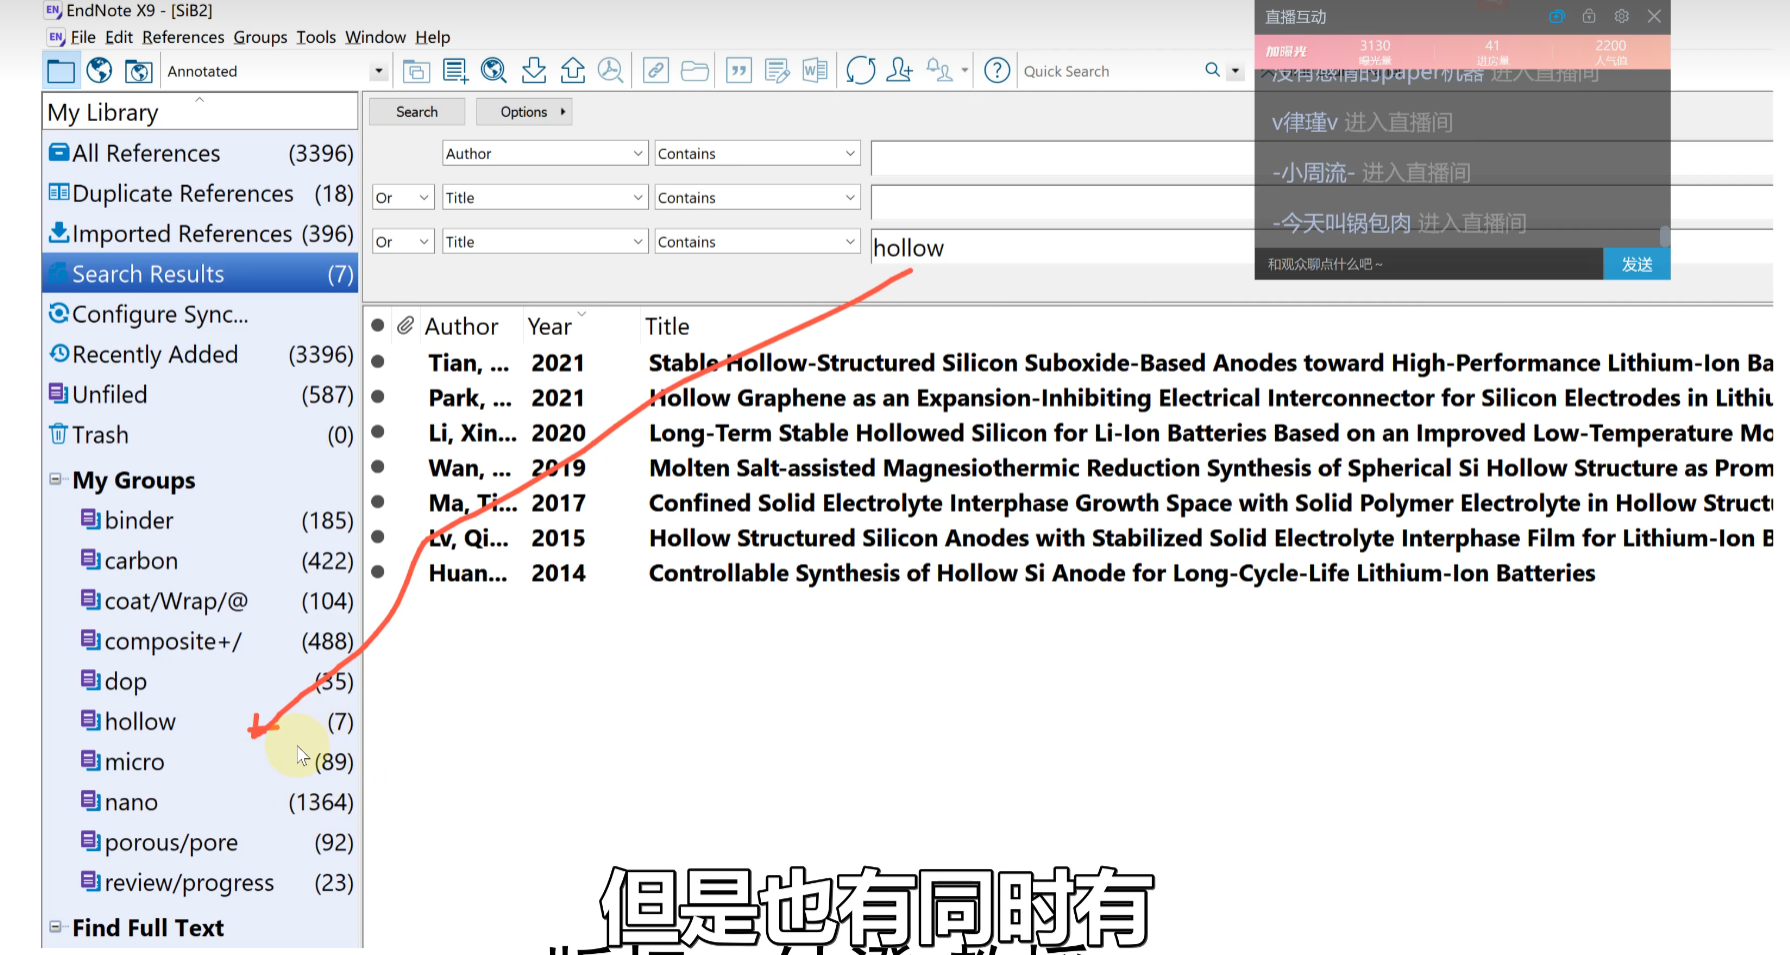 EndNote X9 - [SiB2]
File Edit References Groups Tools Window Help
Annotated
Quick Search
My Library
All References (3396)
Duplicate References (18)
Imported References (396)
Search Results (7)
Configure Sync...
Recently Added (3396)
Unfiled (587)
Trash (0)
My Groups
binder (185)
carbon (422)
coat/Wrap/@ (104)
composite+/ (488)
dop (35)
hollow (7)
micro (89)
nano (1364)
porous/pore (92)
review/progress (23)
Find Full Text
Search Options
Author Contains
Or Title Contains
Or Title Contains hollow
Author Year Title
Tian, ... 2021 Stable Hollow-Structured Silicon Suboxide-Based Anodes toward High-Performance Lithium-Ion Ba
Park, ... 2021 Hollow Graphene as an Expansion-Inhibiting Electrical Interconnector for Silicon Electrodes in Lithiu
Li, Xin... 2020 Long-Term Stable Hollowed Silicon for Li-Ion Batteries Based on an Improved Low-Temperature Mo
Wan, ... 2019 Molten Salt-assisted Magnesiothermic Reduction Synthesis of Spherical Si Hollow Structure as Prom
Ma, Ti... 2017 Confined Solid Electrolyte Interphase Growth Space with Solid Polymer Electrolyte in Hollow Struct
Lv, Qi... 2015 Hollow Structured Silicon Anodes with Stabilized Solid Electrolyte Interphase Film for Lithium-Ion B
Huan... 2014 Controllable Synthesis of Hollow Si Anode for Long-Cycle-Life Lithium-Ion Batteries
直播互动
加曝光 3130 41 2200
曝光量 进房量 人气值
没有感情的paper机器 进入直播间
v律瑾v 进入直播间
-小周流- 进入直播间
-今天叫锅包肉 进入直播间
和观众聊点什么吧~ 发送
但是也有同时有